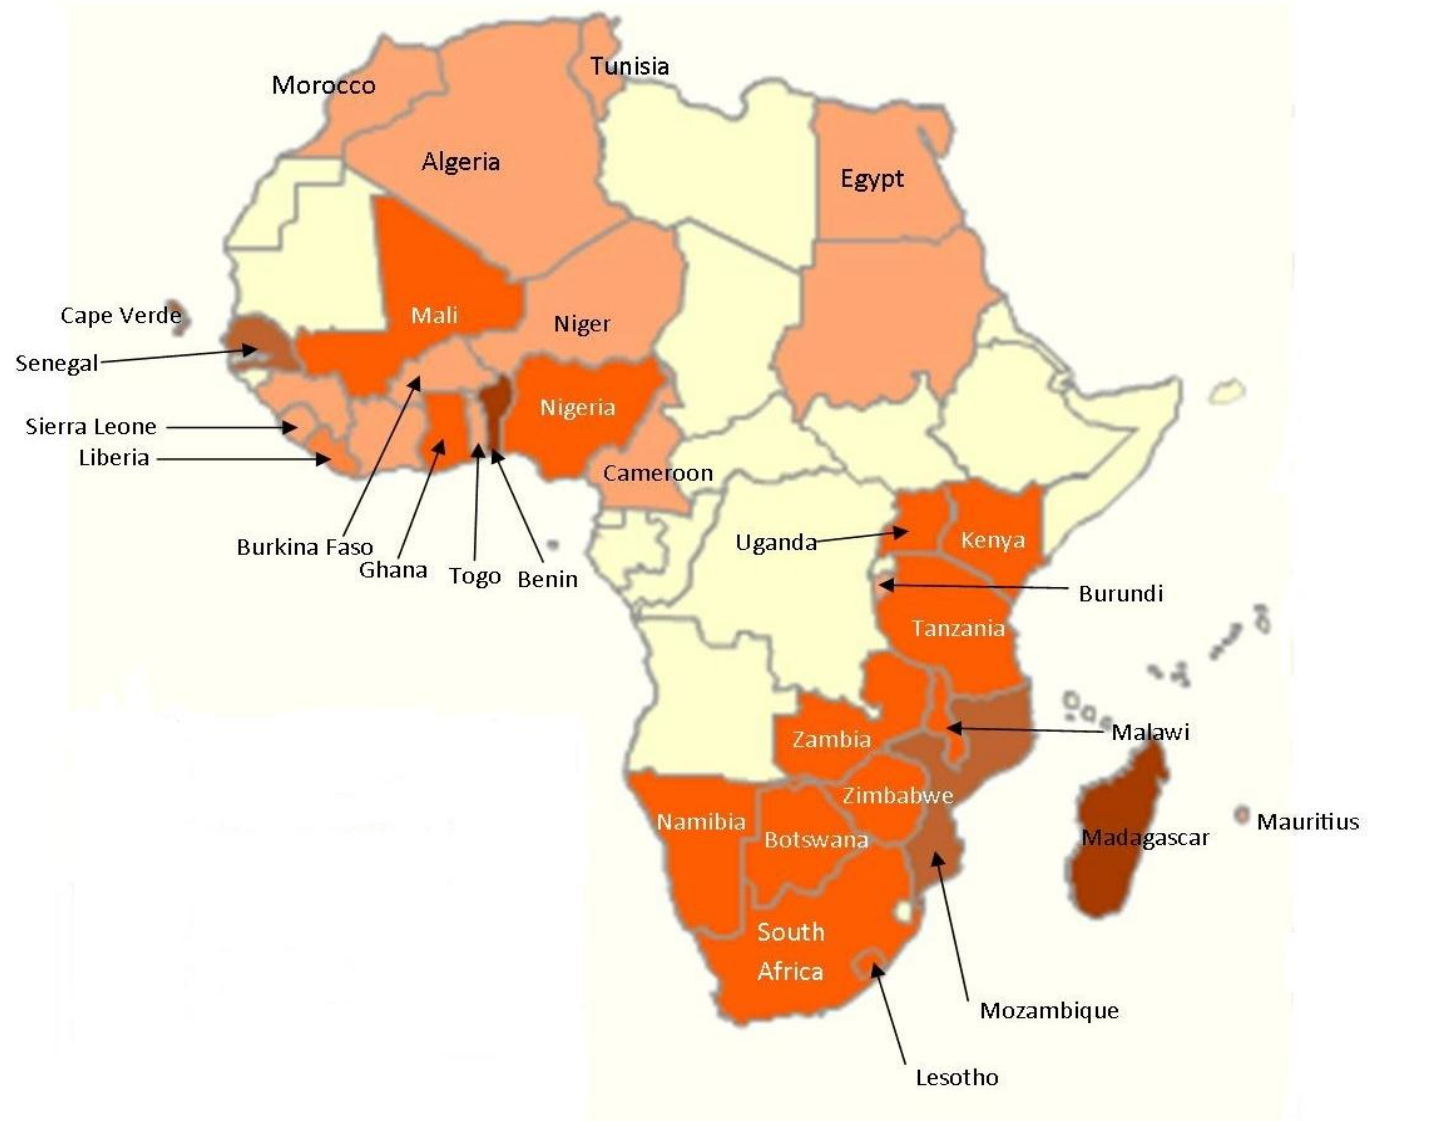 Tunisia
Morocco
Algeria
Egypt
Cape Verde
Mali
Niger
Senegal
Nigeria
Sierra Leone
Liberia
Cameroon
Uganda
Kenya
Burkina Faso
Ghana
Togo
Benin
Burundi
Tanzania
Malawi
Zambia
Zimbabwe
Namibia
Botswana
Madagascar
Mauritius
South
Africa
Mozambique
Lesotho